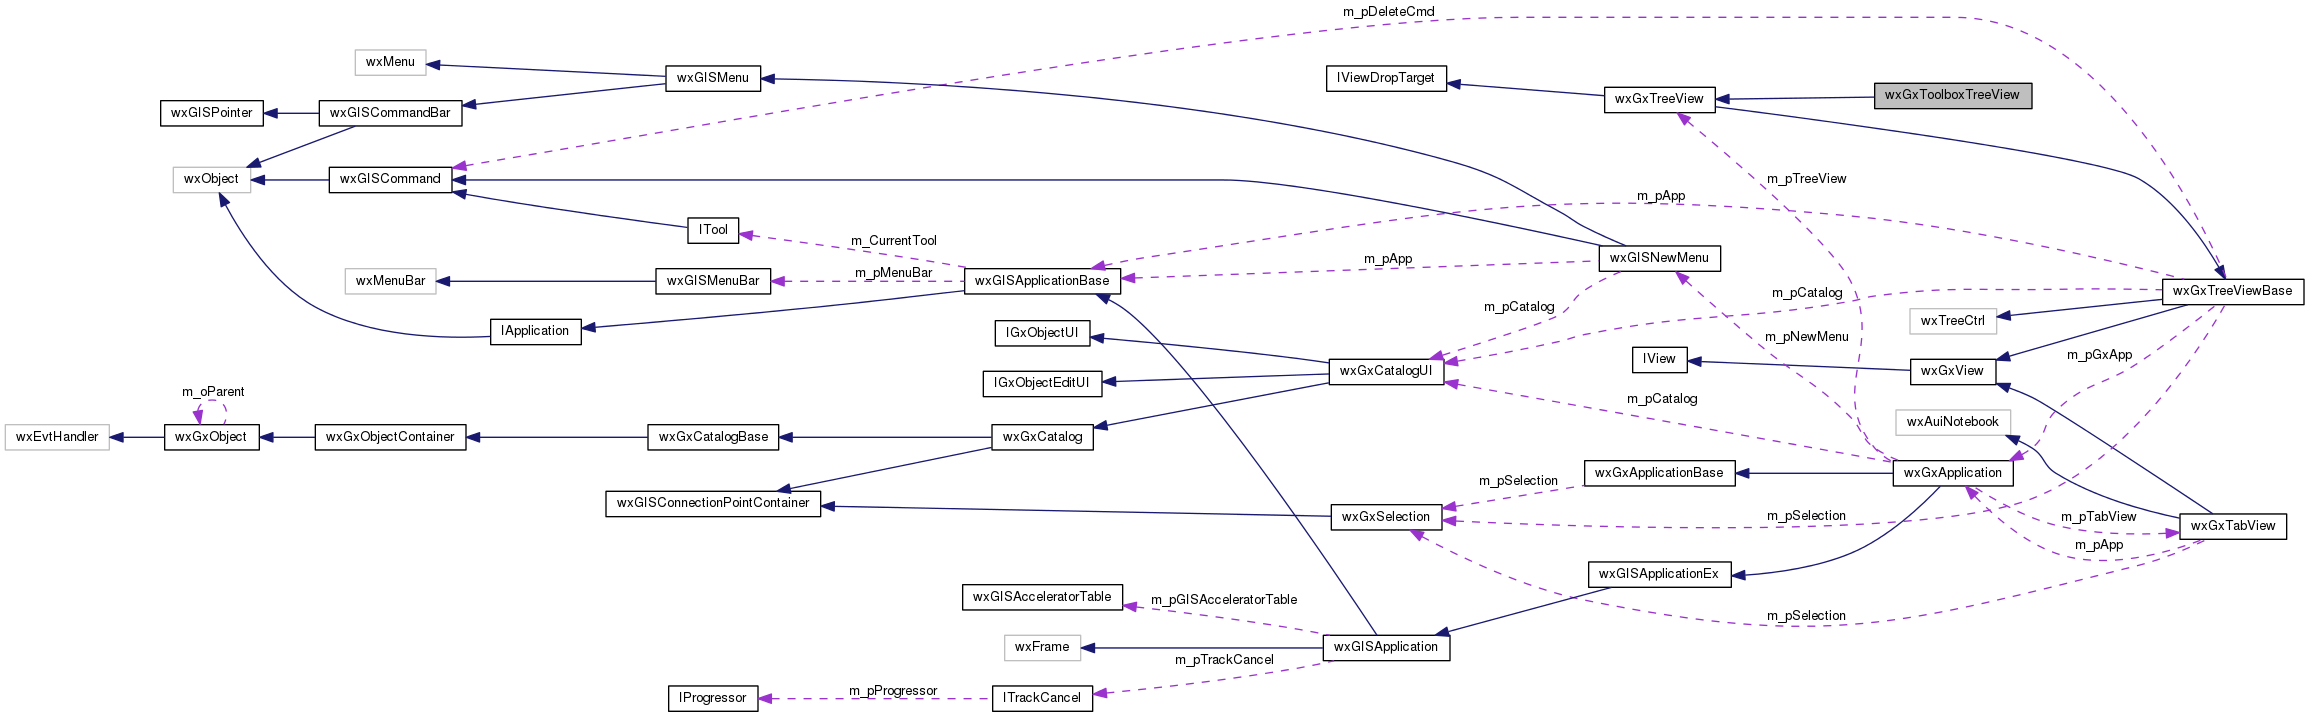 m_pDeleteCmd
wxMenu
wxGISMenu
IViewDropTarget
wxGxToolboxTreeView
wxGxTreeView
wxGISPointer
wxGISCommandBar
wxObject
wxGISCommand
m_pTreeView
m_pApp
ITool
m_CurrentTool
wxGISNewMenu
m_pApp
m_pMenuBar
wxMenuBar
wxGISMenuBar
wxGISApplicationBase
wxGxTreeViewBase
m_pCatalog
m_pCatalog
wxTreeCtrl
IApplication
IGxObjectUI
m_pNewMenu
IView
m_pGxApp
wxGxCatalogUI
wxGxView
IGxObjectEditUI
m_oParent
m_pCatalog
wxAuiNotebook
wxEvtHandler
wxGxObject
wxGxObjectContainer
wxGxCatalogBase
wxGxCatalog
wxGxApplicationBase
wxGxApplication
m_pSelection
wxGISConnectionPointContainer
wxGxSelection
m_pSelection
m_pTabView
wxGxTabView
m_pApp
wxGISApplicationEx
wxGISAcceleratorTable
m_pGISAcceleratorTable
m_pSelection
wxFrame
wxGISApplication
m_pTrackCancel
IProgressor
m_pProgressor
ITrackCancel